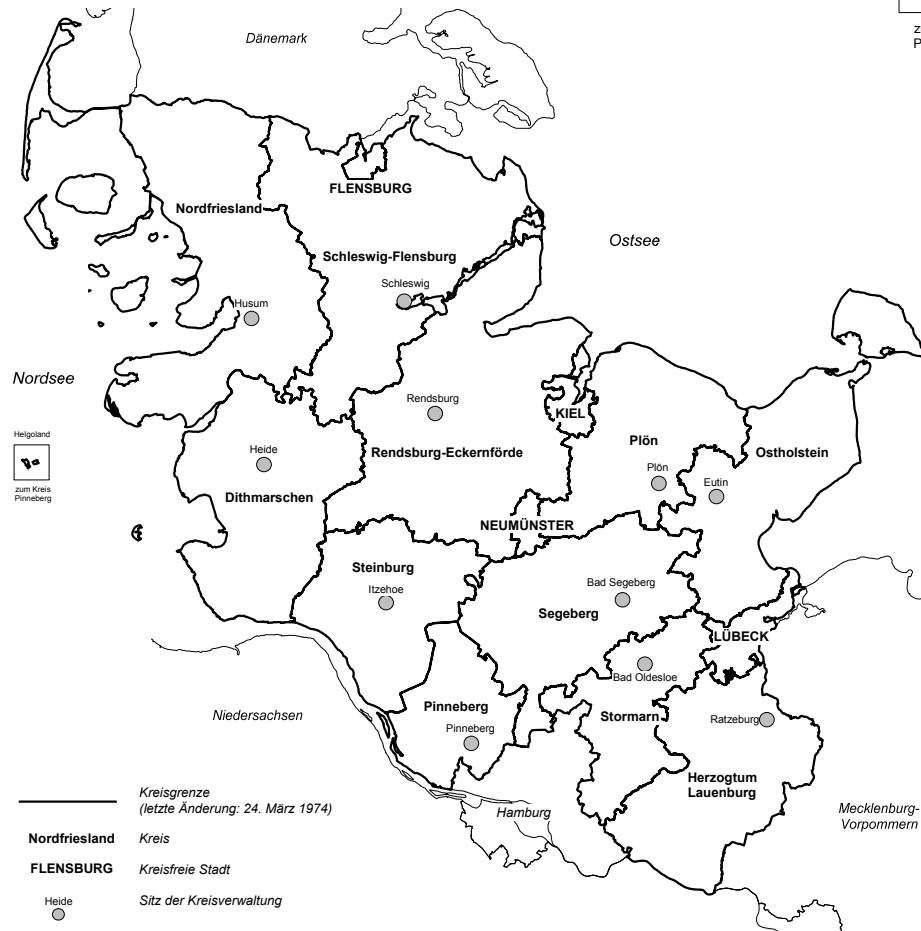 z
P
Dänemark
FLENSBURG
Nordfriesland
Ostsee
Schleswig-Flensburg
Schleswig
Husum
Nordsee
Rendsburg
KIEL
Helgoland
Plön
Heide
Rendsburg-Eckernförde
Ostholstein
Plön
Eutin
zum Kreis
Pinneberg
Dithmarschen
NEUMÜNSTER
Steinburg
Itzehoe
Bad Segeberg
Segeberg
LÜBECK
Bad Oldesloe
Pinneberg
Niedersachsen
Stormarn
Ratzeburg
Pinneberg
Herzogtum
Lauenburg
Kreisgrenze
(letzte Änderung: 24. März 1974)
Hamburg
Mecklenburg-
Vorpommern
Nordfriesland Kreis
FLENSBURG Kreisfreie Stadt
Heide Sitz der Kreisverwaltung